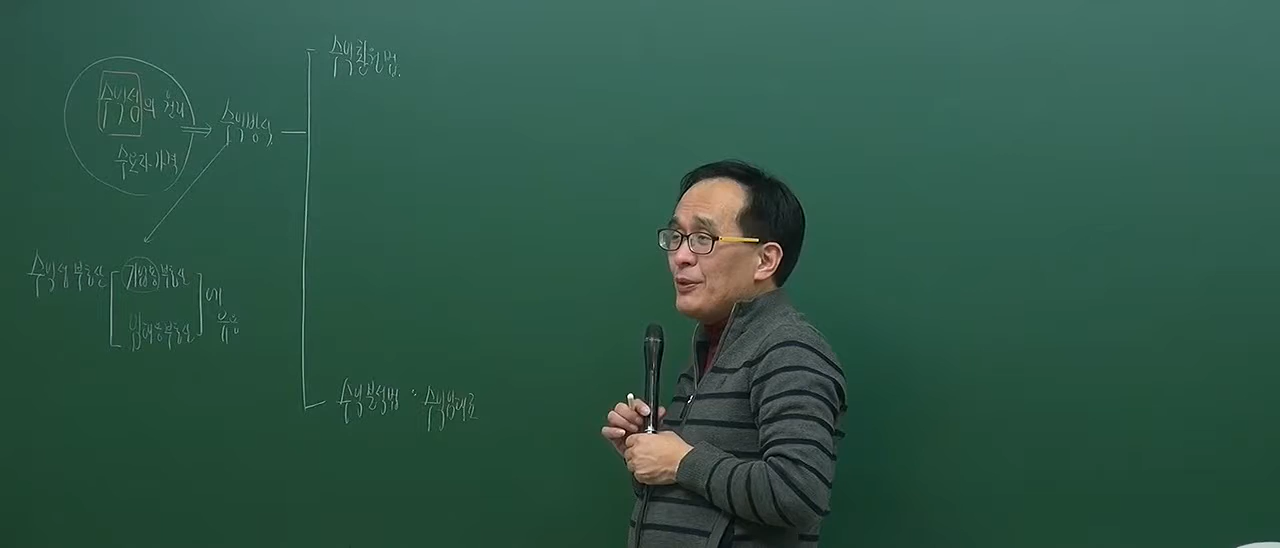 수익환원법.
수익성의 원리
수익방식
수요자가격
수익성 부동산
기업용부동산
임대용부동산
에 유용
수익분석법 : 수익임대료